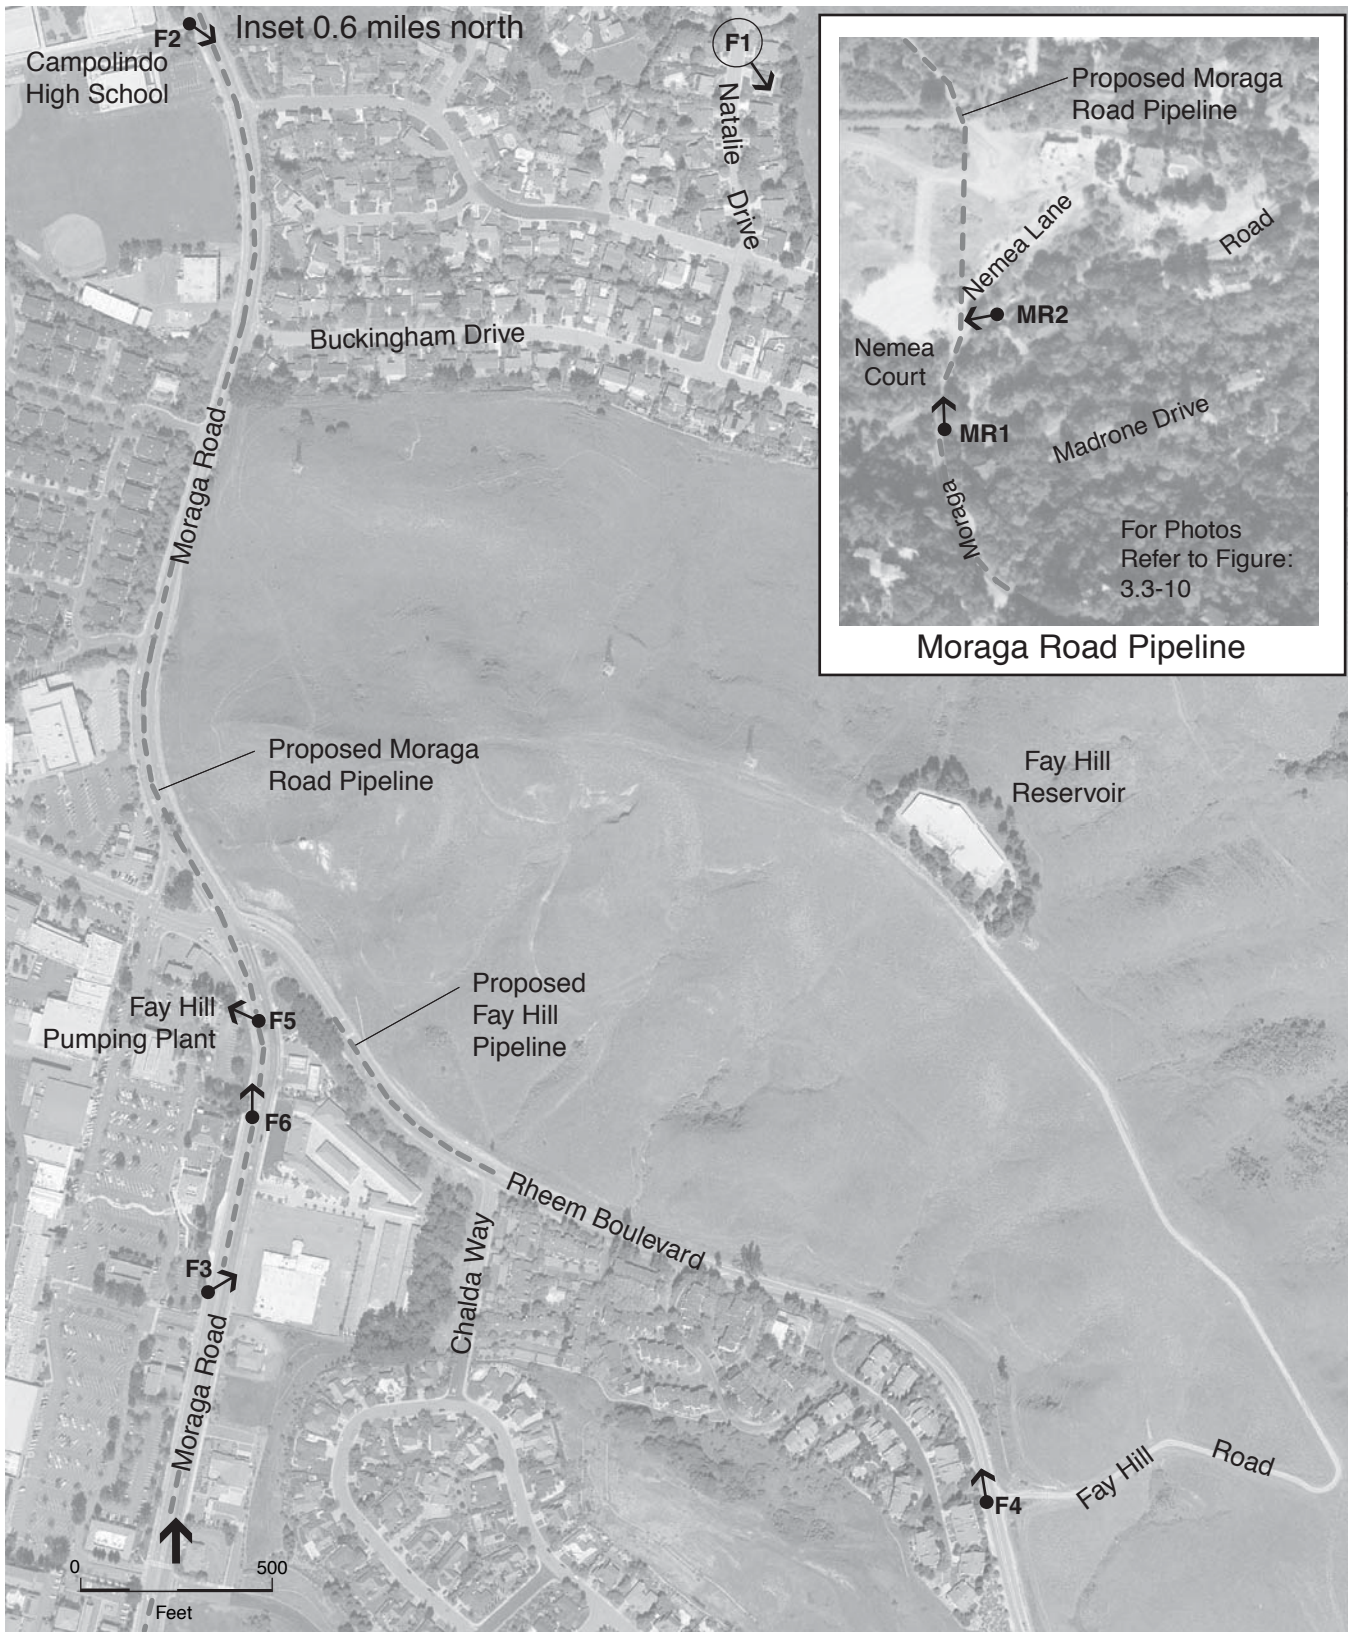 F2
Inset 0.6 miles north
Campolindo
High School
F1
Natalie Drive
Buckingham Drive
Moraga Road
Proposed Moraga
Road Pipeline
Nemea Lane
Road
MR2
Nemea
Court
MR1
Madrone Drive
Moraga
For Photos
Refer to Figure:
3.3-10
Moraga Road Pipeline
Proposed Moraga
Road Pipeline
Fay Hill
Reservoir
Proposed
Fay Hill
Pipeline
Fay Hill
Pumping Plant
F5
F6
Rheem Boulevard
Chalda Way
F3
Moraga Road
Fay Hill Road
F4
0 500
Feet